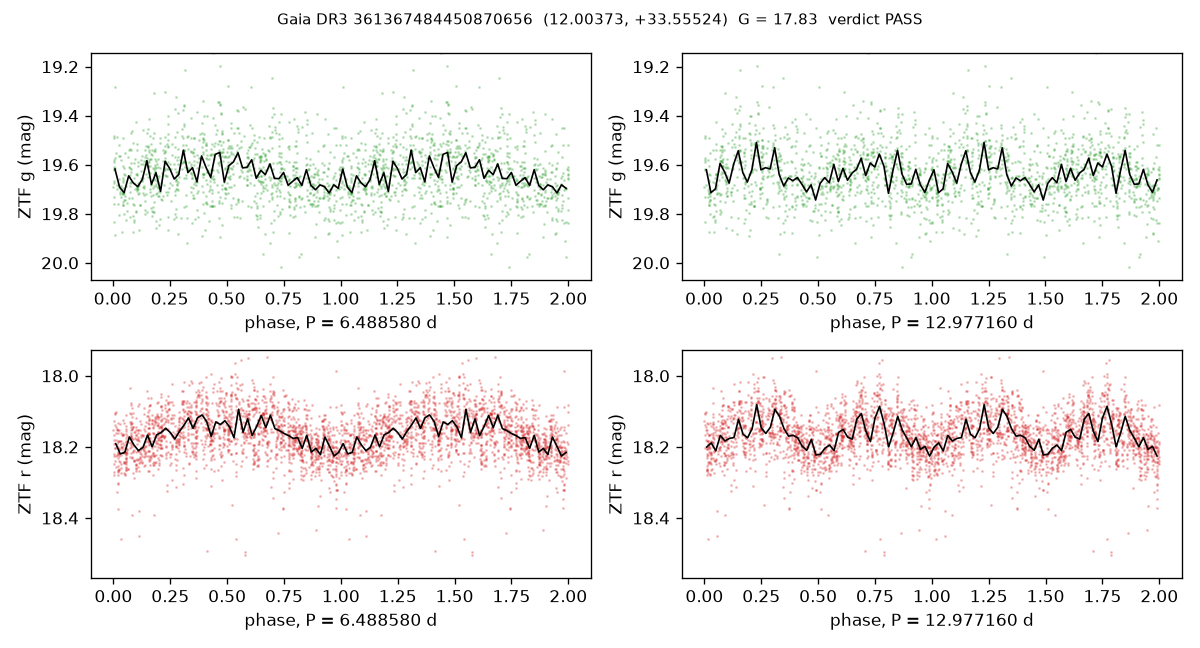 Gaia DR3 361367484450870656 (12.00373, +33.55524) G = 17.83 verdict PASS
ZTF g (mag)
19.2
19.4
19.6
19.8
20.0
0.00 0.25 0.50 0.75 1.00 1.25 1.50 1.75 2.00
phase, P = 6.488580 d
ZTF g (mag)
19.2
19.4
19.6
19.8
20.0
0.00 0.25 0.50 0.75 1.00 1.25 1.50 1.75 2.00
phase, P = 12.977160 d
ZTF r (mag)
18.0
18.2
18.4
0.00 0.25 0.50 0.75 1.00 1.25 1.50 1.75 2.00
phase, P = 6.488580 d
ZTF r (mag)
18.0
18.2
18.4
0.00 0.25 0.50 0.75 1.00 1.25 1.50 1.75 2.00
phase, P = 12.977160 d